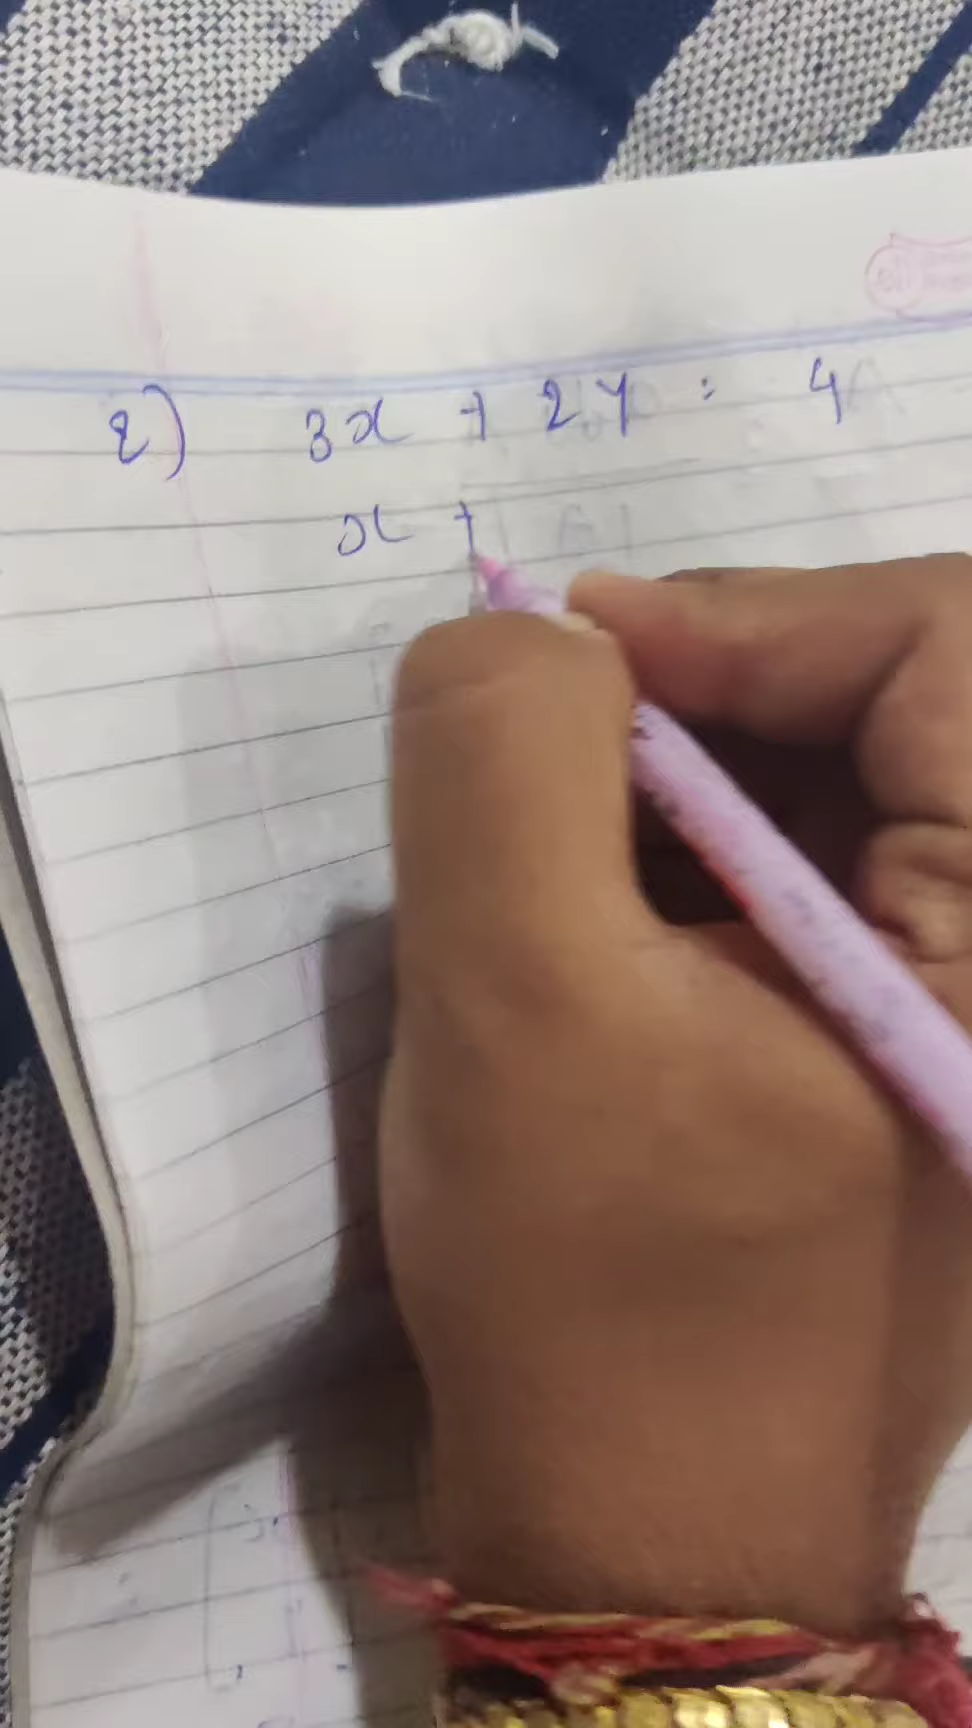 2) 3x + 2y = 4
x +